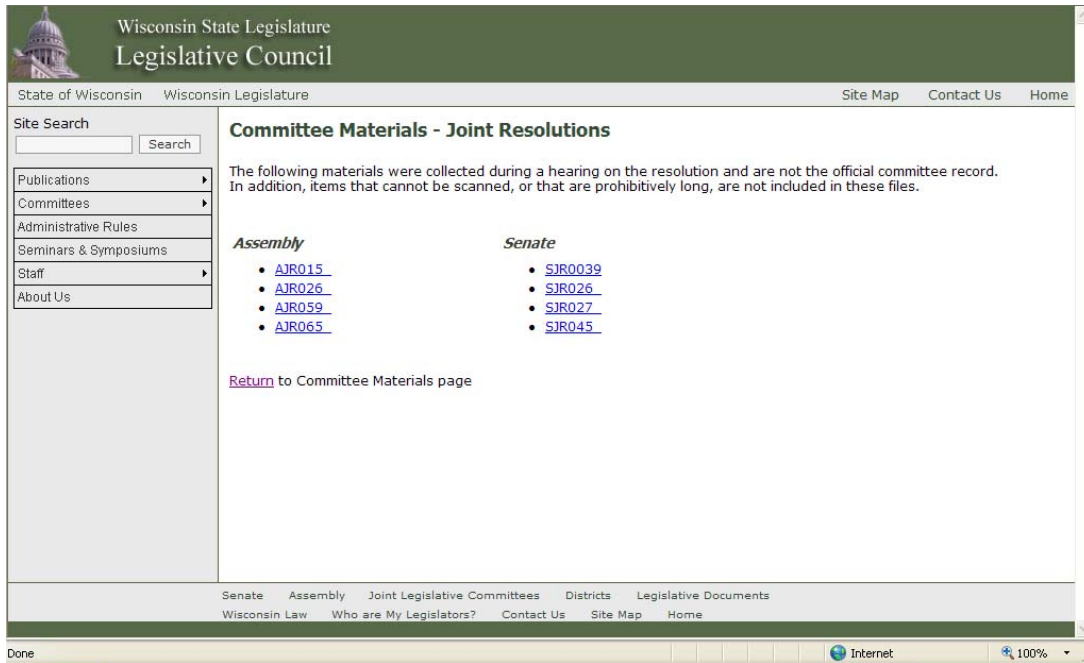 Wisconsin State Legislature
Legislative Council
State of Wisconsin Wisconsin Legislature Site Map Contact Us Home
Site Search
Search
Publications
Committees
Administrative Rules
Seminars & Symposiums
Staff
About Us
Committee Materials - Joint Resolutions
The following materials were collected during a hearing on the resolution and are not the official committee record.
In addition, items that cannot be scanned, or that are prohibitively long, are not included in these files.
Assembly
• AJR015
• AJR026
• AJR059
• AJR065
Senate
• SJR0039
• SJR026
• SJR027
• SJR045
Return to Committee Materials page
Senate Assembly Joint Legislative Committees Districts Legislative Documents
Wisconsin Law Who are My Legislators? Contact Us Site Map Home
Done Internet 100%